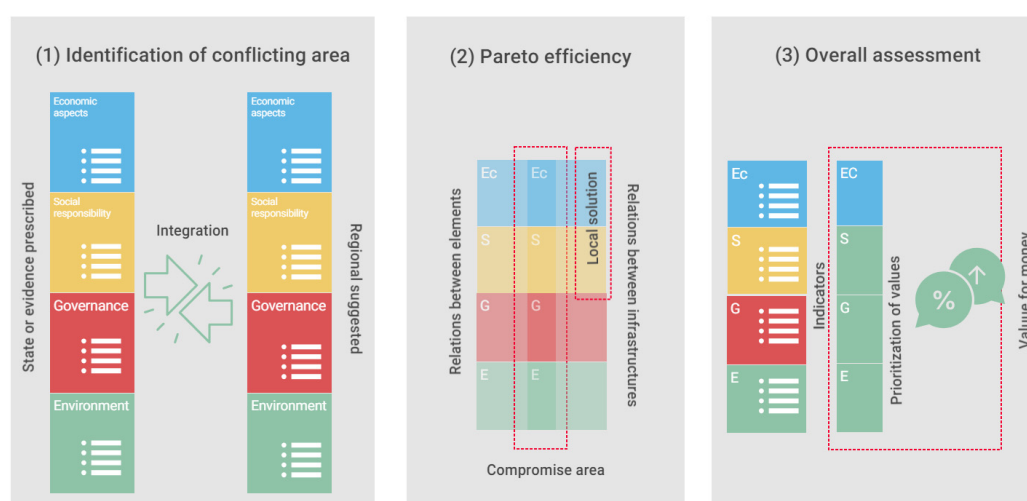 (1) Identification of conflicting area
State or evidence prescribed
Economic
aspects
Social
responsibility
Governance
Environment
Integration
Economic
aspects
Social
responsibility
Governance
Environment
Regional suggested
(2) Pareto efficiency
Relations between elements
Ec
Ec
S
S
G
G
E
E
Local solution
Relations between infrastructures
Compromise area
(3) Overall assessment
Ec
S
G
E
Indicators
EC
S
G
E
Prioritization of values
%
Valuue for money